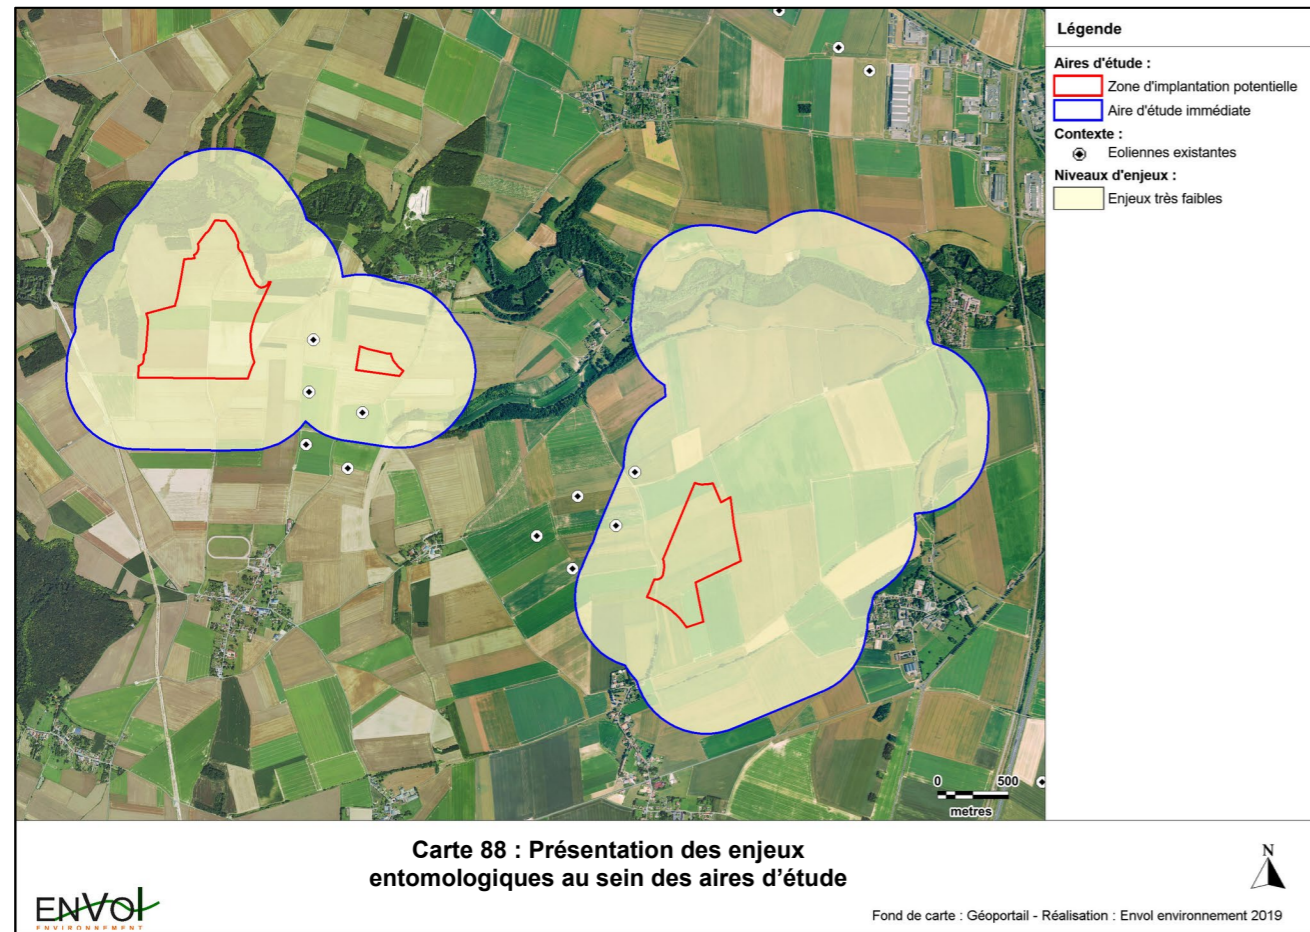 Légende
Aires d'étude :
Zone d'implantation potentielle
Aire d'étude immédiate
Contexte :
Eoliennes existantes
Niveaux d'enjeux :
Enjeux très faibles
0 500
metres
Carte 88 : Présentation des enjeux
entomologiques au sein des aires d'étude
N
ENVOl
ENVIRONNEMENT
Fond de carte : Géoportail - Réalisation : Envol environnement 2019